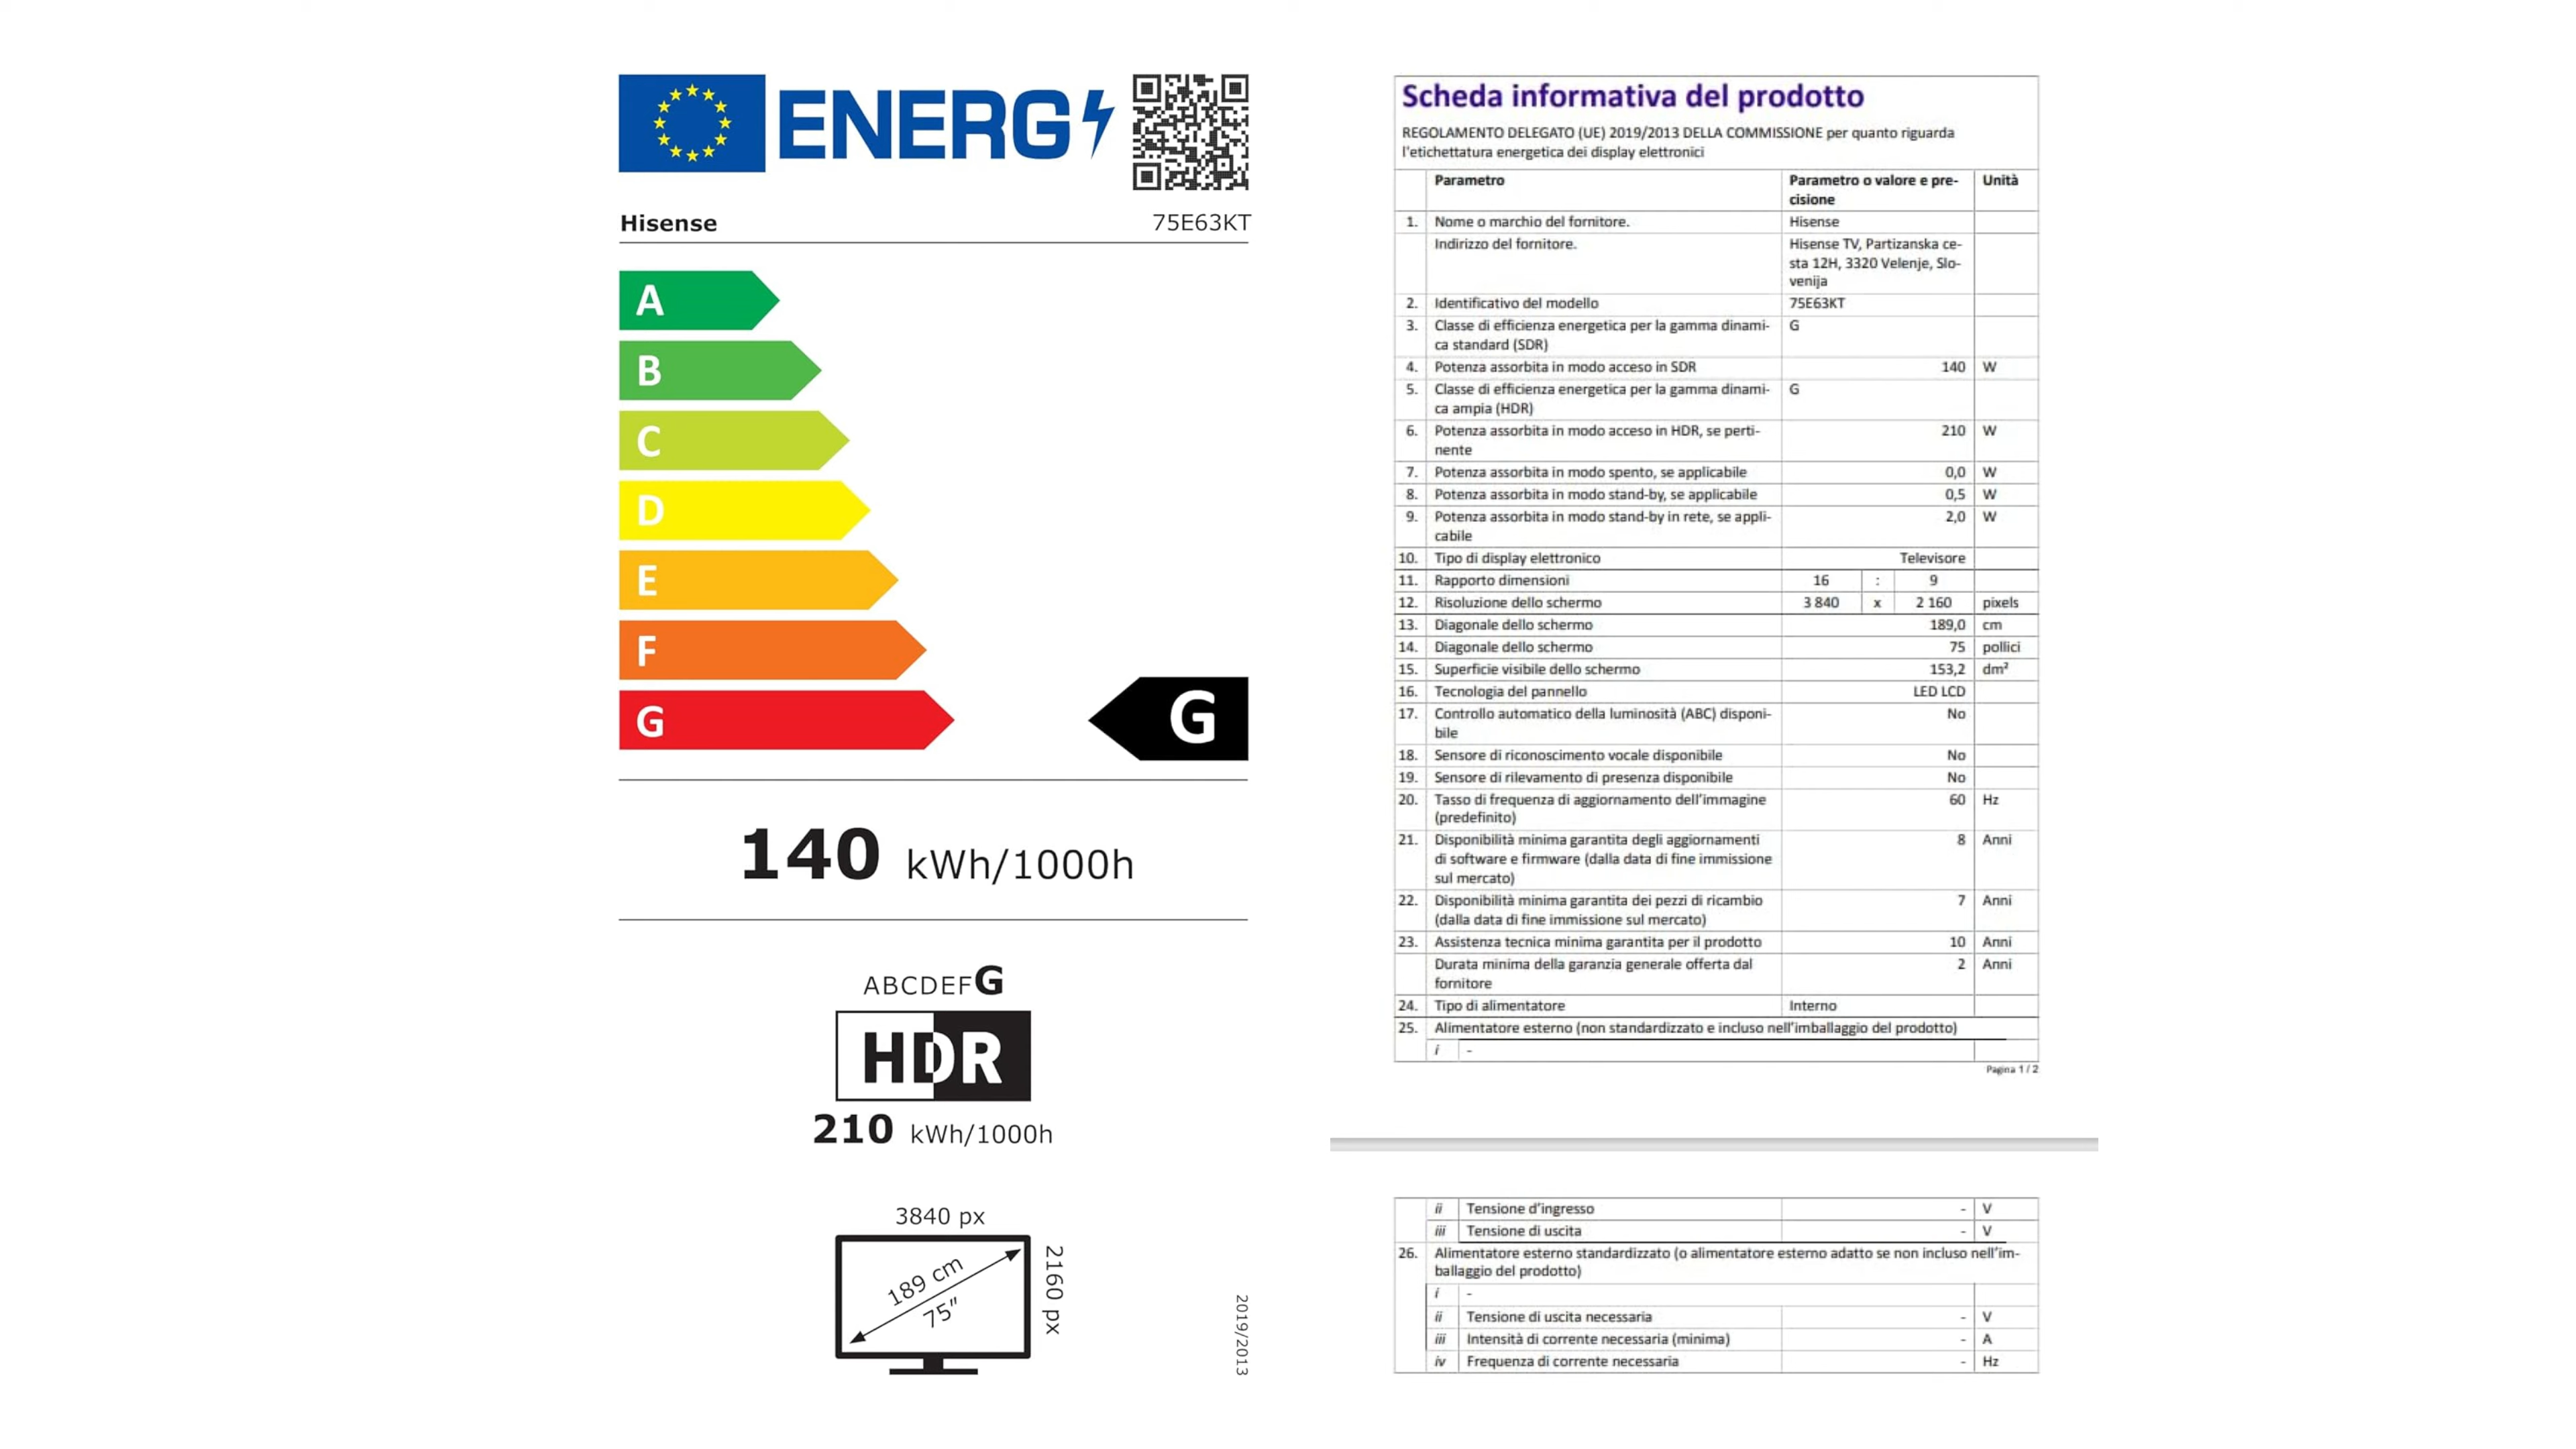 ENERG
Hisense 75E63KT
A
B
C
D
E
F
G
G
140 kWh/1000h
ABCDEFG
HDR
210 kWh/1000h
3840 px
2160 px
189 cm
75"
2019/2013
Scheda informativa del prodotto
REGOLAMENTO DELEGATO (UE) 2019/2013 DELLA COMMISSIONE per quanto riguarda
l'etichettatura energetica dei display elettronici
Parametro Parametro o valore e pre- Unità
cisione
1. Nome o marchio del fornitore. Hisense
Indirizzo del fornitore. Hisense TV, Partizanska ce-
sta 12H, 3320 Velenje, Slo-
venija
2. Identificativo del modello 75E63KT
3. Classe di efficienza energetica per la gamma dinami- G
ca standard (SDR)
4. Potenza assorbita in modo acceso in SDR 140 W
5. Classe di efficienza energetica per la gamma dinami- G
ca ampia (HDR)
6. Potenza assorbita in modo acceso in HDR, se perti- 210 W
nente
7. Potenza assorbita in modo spento, se applicabile 0,0 W
8. Potenza assorbita in modo stand-by, se applicabile 0,5 W
9. Potenza assorbita in modo stand-by in rete, se appli- 2,0 W
cabile
10. Tipo di display elettronico Televisore
11. Rapporto dimensioni 16 : 9
12. Risoluzione dello schermo 3 840 x 2 160 pixels
13. Diagonale dello schermo 189,0 cm
14. Diagonale dello schermo 75 pollici
15. Superficie visibile dello schermo 153,2 dm²
16. Tecnologia del pannello LED LCD
17. Controllo automatico della luminosità (ABC) disponi- No
bile
18. Sensore di riconoscimento vocale disponibile No
19. Sensore di rilevamento di presenza disponibile No
20. Tasso di frequenza di aggiornamento dell'immagine 60 Hz
(predefinito)
21. Disponibilità minima garantita degli aggiornamenti 8 Anni
di software e firmware (dalla data di fine immissione
sul mercato)
22. Disponibilità minima garantita dei pezzi di ricambio 7 Anni
(dalla data di fine immissione sul mercato)
23. Assistenza tecnica minima garantita per il prodotto 10 Anni
Durata minima della garanzia generale offerta dal 2 Anni
fornitore
24. Tipo di alimentatore Interno
25. Alimentatore esterno (non standardizzato e incluso nell'imballaggio del prodotto)
i -
Pagina 1 / 2
ii Tensione d'ingresso - V
iii Tensione di uscita - V
26. Alimentatore esterno standardizzato (o alimentatore esterno adatto se non incluso nell'im-
ballaggio del prodotto)
i -
ii Tensione di uscita necessaria - V
iii Intensità di corrente necessaria (minima) - A
iv Frequenza di corrente necessaria - Hz